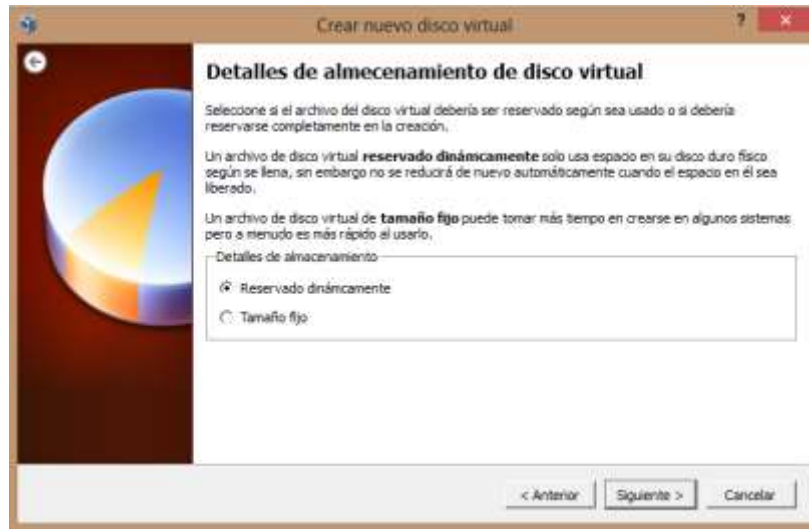 Crear nuevo disco virtual
?
Detalles de almecenamiento de disco virtual
Seleccione si el archivo del disco virtual debería ser reservado según sea usado o si debería
reservarse completamente en la creación.
Un archivo de disco virtual reservado dinámicamente solo usa espacio en su disco duro físico
según se llena, sin embargo no se reducirá de nuevo automáticamente cuando el espacio en él sea
liberado.
Un archivo de disco virtual de tamaño fijo puede tomar más tiempo en crearse en algunos sistemas
pero a menudo es más rápido al usarlo.
Detalles de almacenamiento
Reservado dinámicamente
Tamaño fijo
< Anterior Siguiente > Cancelar